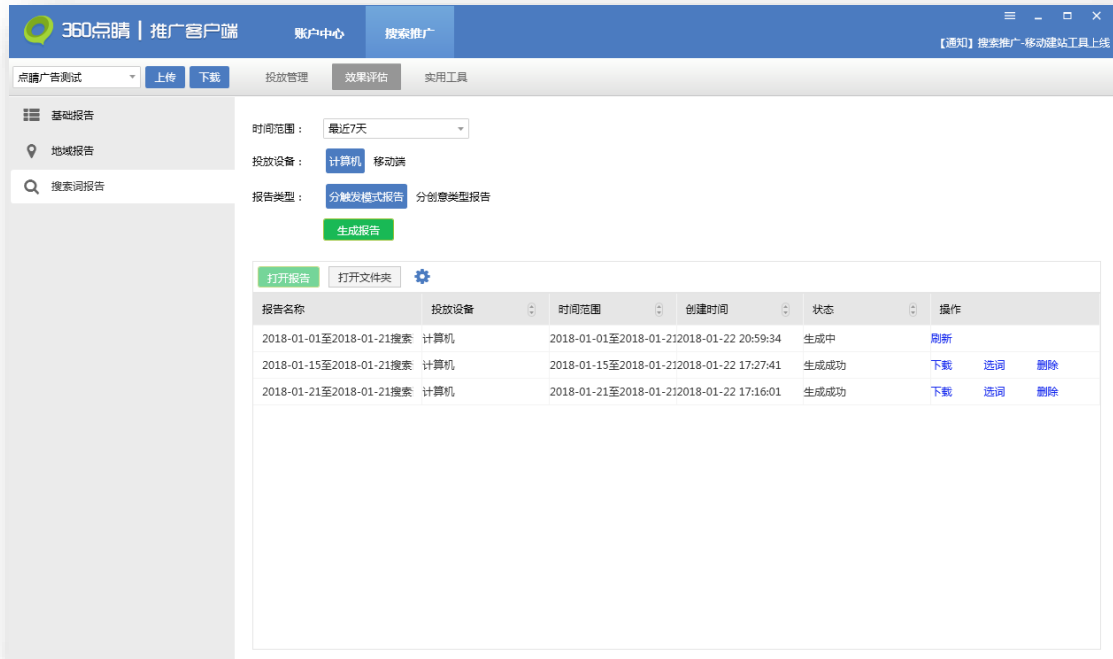 360点睛 | 推广客户端
账户中心
搜索推广
【通知】搜索推广-移动建站工具上线
点睛广告测试
上传
下载
投放管理
效果评估
实用工具
基础报告
地域报告
搜索词报告
时间范围：
最近7天
投放设备：
计算机
移动端
报告类型：
分触发模式报告
分创意类型报告
生成报告
打开报告
打开文件夹
报告名称 投放设备 时间范围 创建时间 状态 操作
2018-01-01至2018-01-21搜索 计算机 2018-01-01至2018-01-21 2018-01-22 20:59:34 生成中 刷新
2018-01-15至2018-01-21搜索 计算机 2018-01-15至2018-01-21 2018-01-22 17:27:41 生成成功 下载 选词 删除
2018-01-21至2018-01-21搜索 计算机 2018-01-21至2018-01-21 2018-01-22 17:16:01 生成成功 下载 选词 删除